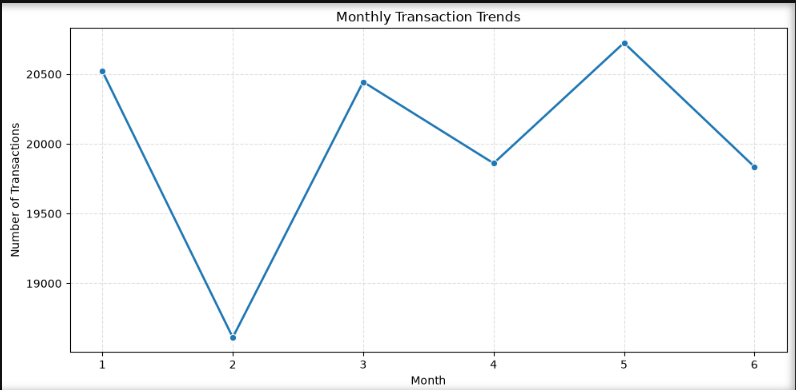 Monthly Transaction Trends
Number of Transactions
20500
20000
19500
19000
1 2 3 4 5 6
Month